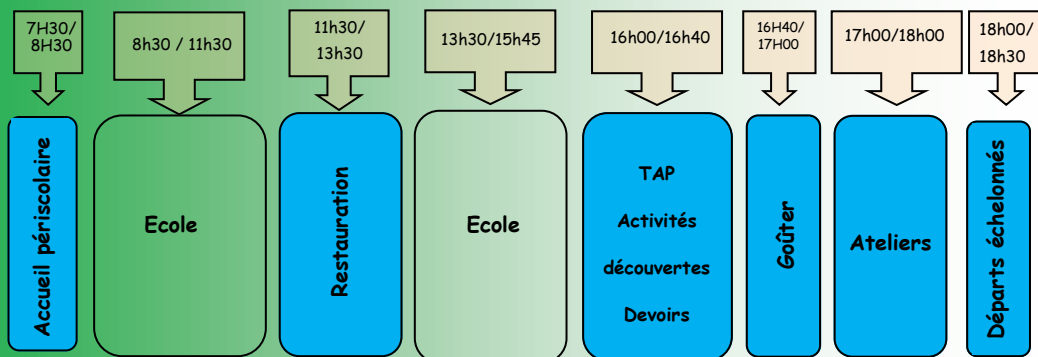 7H30/
8H30
8h30 / 11h30
11h30/
13h30
13h30/15h45
16h00/16h40
16H40/
17H00
17h00/18h00
18h00/
18h30
Accueil périscolaire
Ecole
Restauration
Ecole
TAP
Activités
découvertes
Devoirs
Goûter
Ateliers
Départs échelonnés